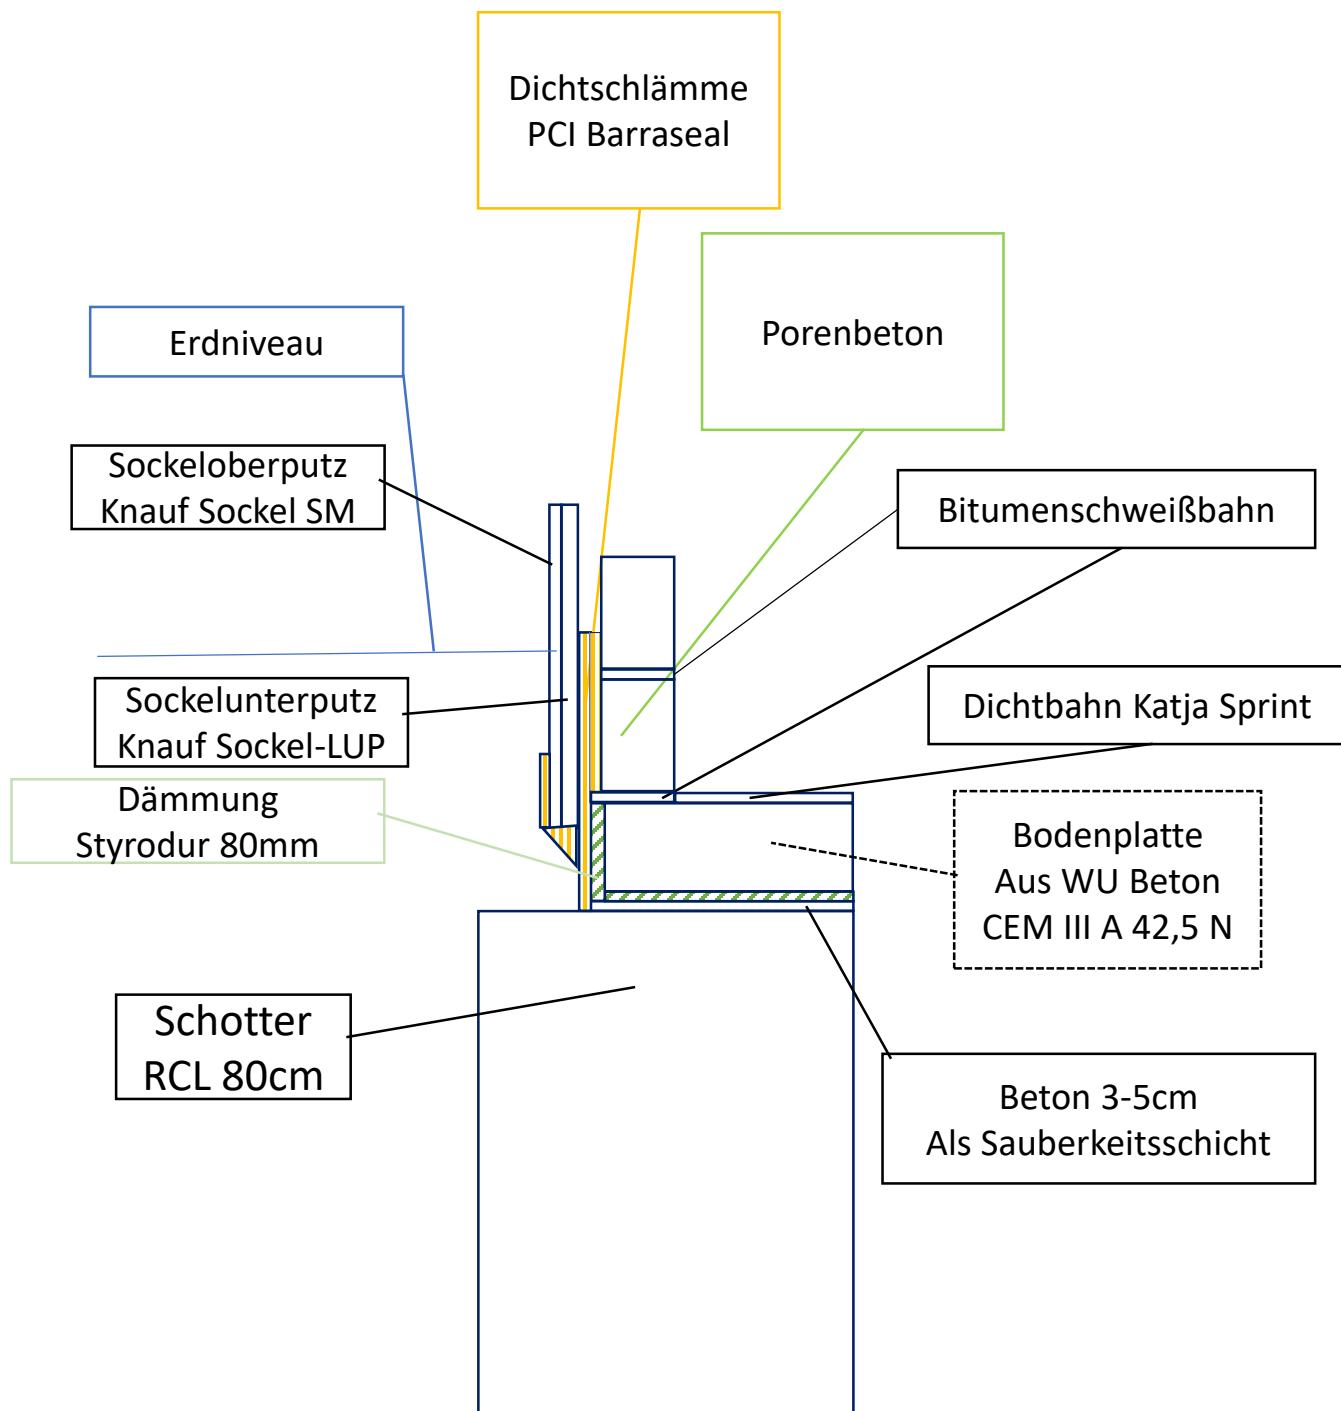 Dichtschlämme
PCI Barraseal
Porenbeton
Erdniveau
Sockeloberputz
Knauf Sockel SM
Bitumenschweißbahn
Sockelunterputz
Knauf Sockel-LUP
Dichtbahn Katja Sprint
Dämmung
Styrodur 80mm
Bodenplatte
Aus WU Beton
CEM III A 42,5 N
Schotter
RCL 80cm
Beton 3-5cm
Als Sauberkeitsschicht